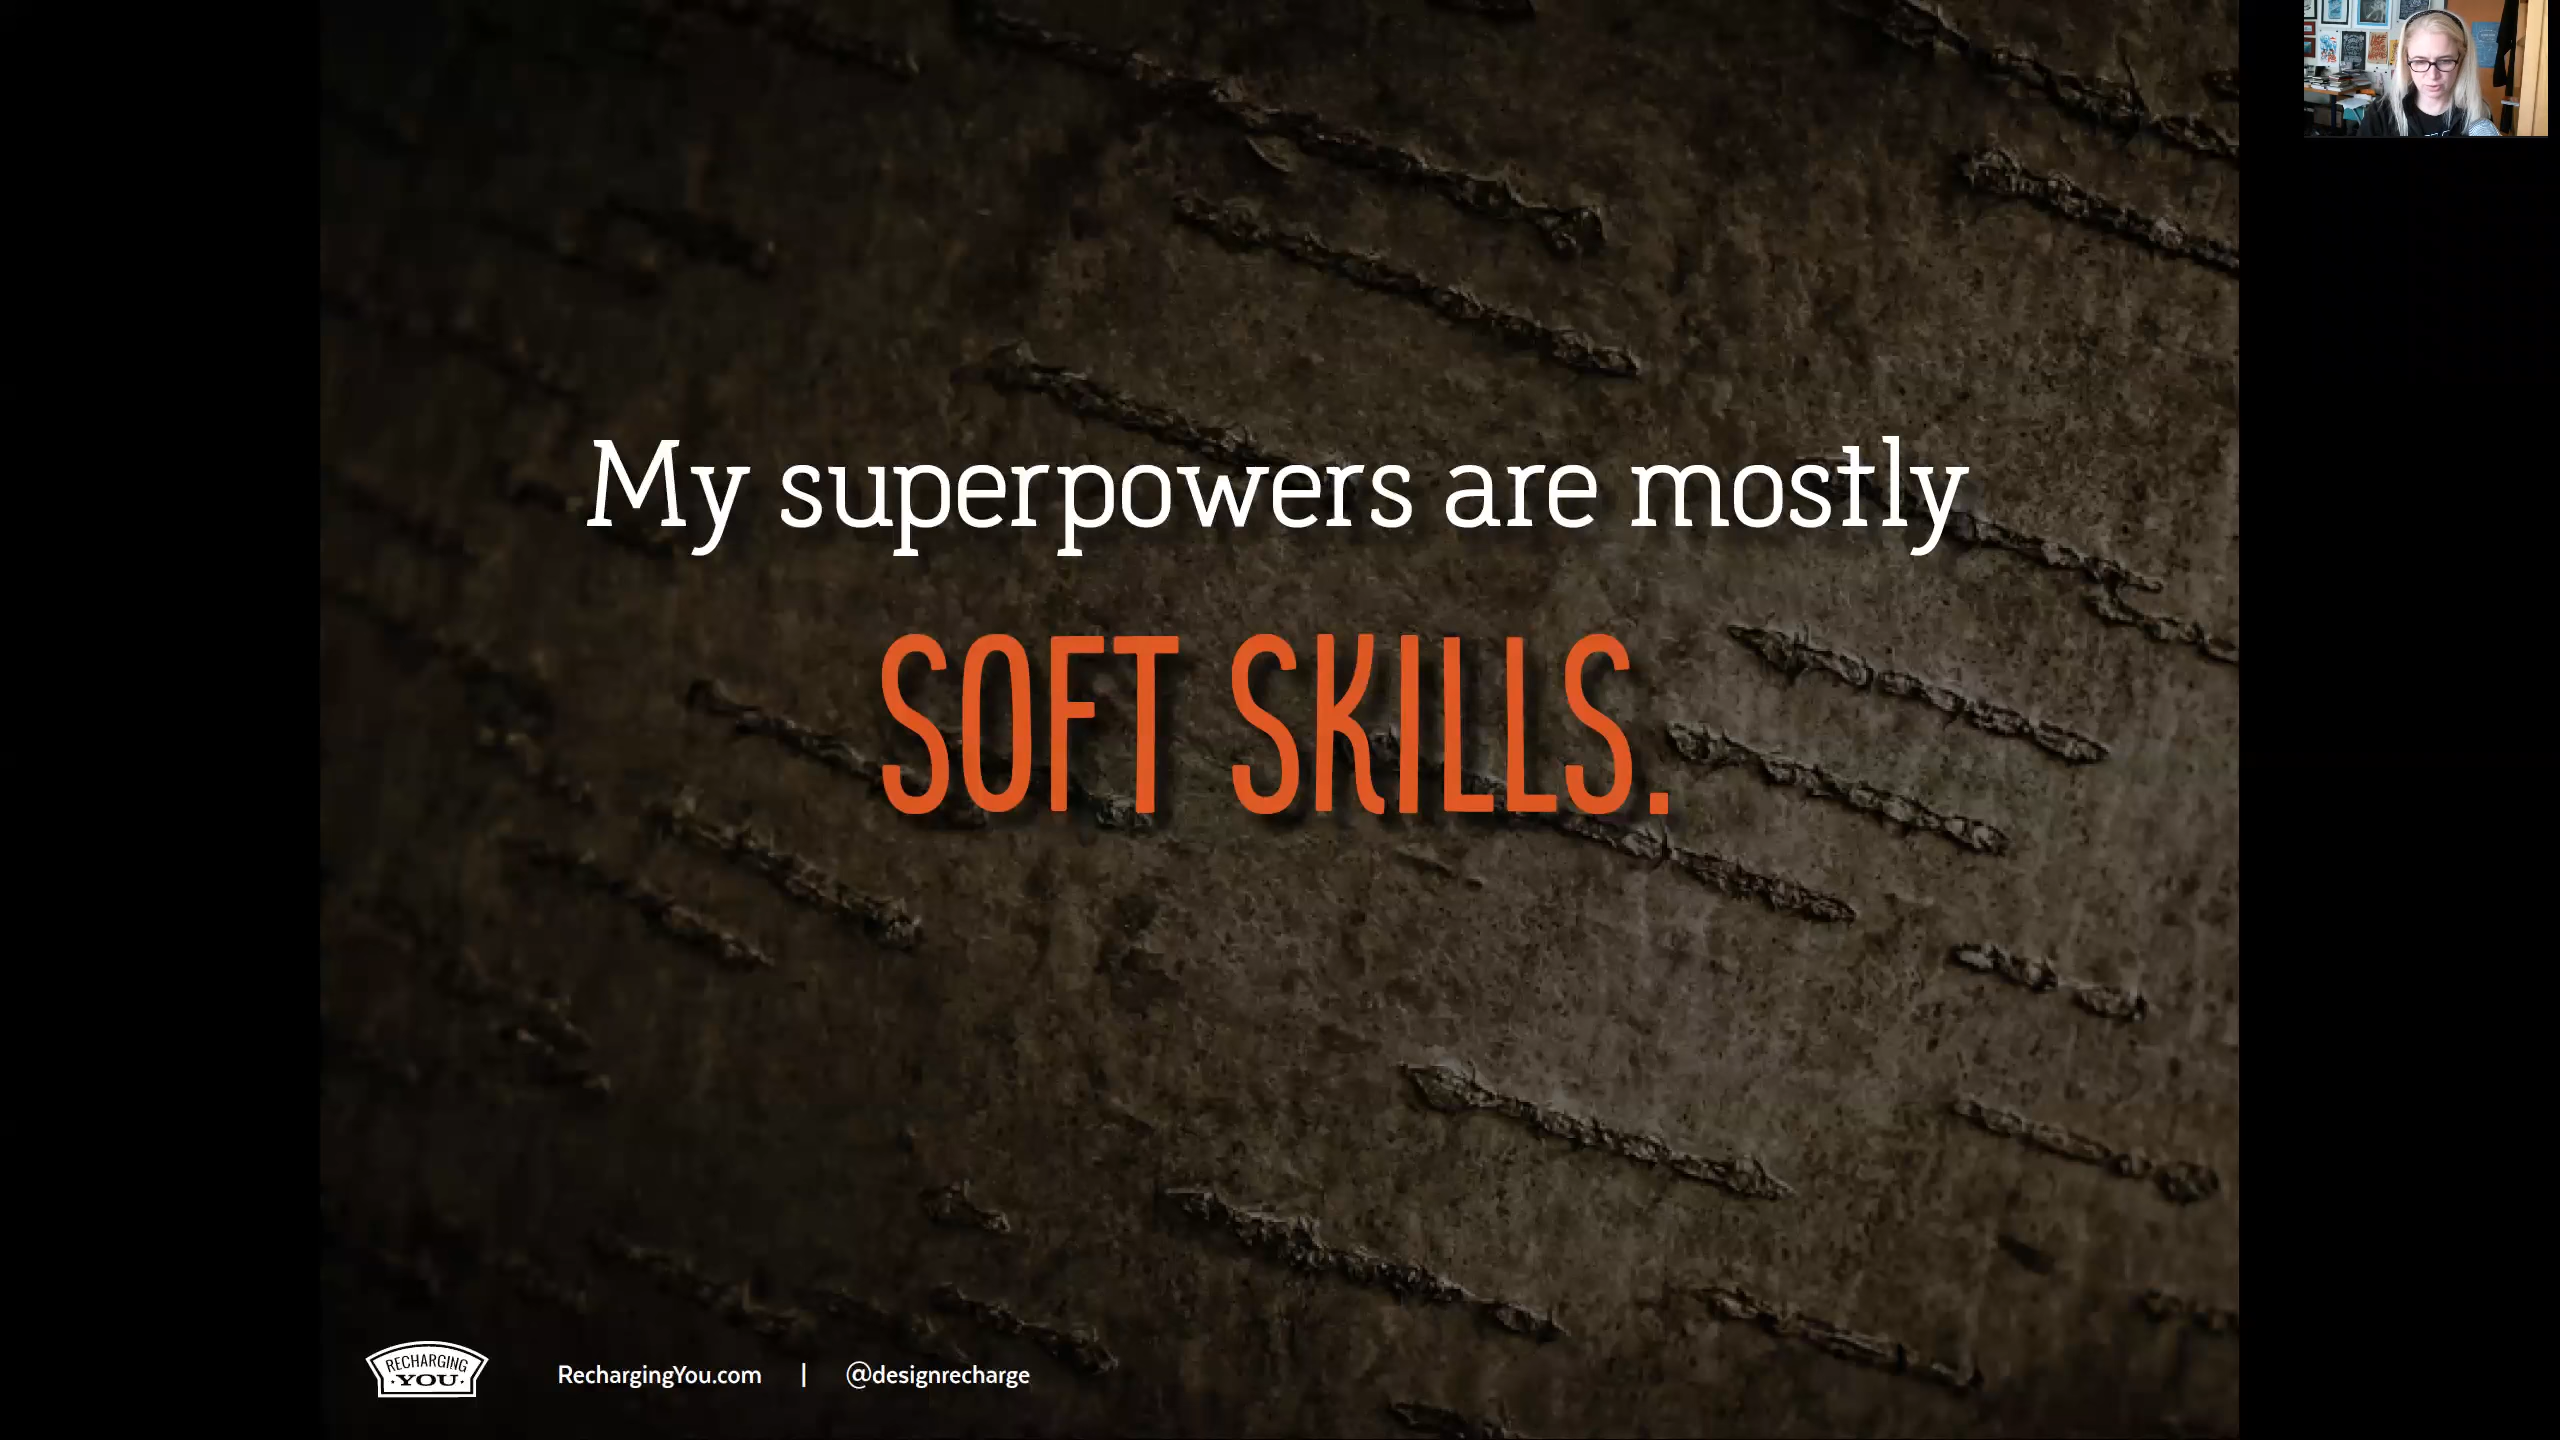 My superpowers are mostly
SOFT SKILLS.
RECHARGING
·YOU·
RechargingYou.com | @designrecharge